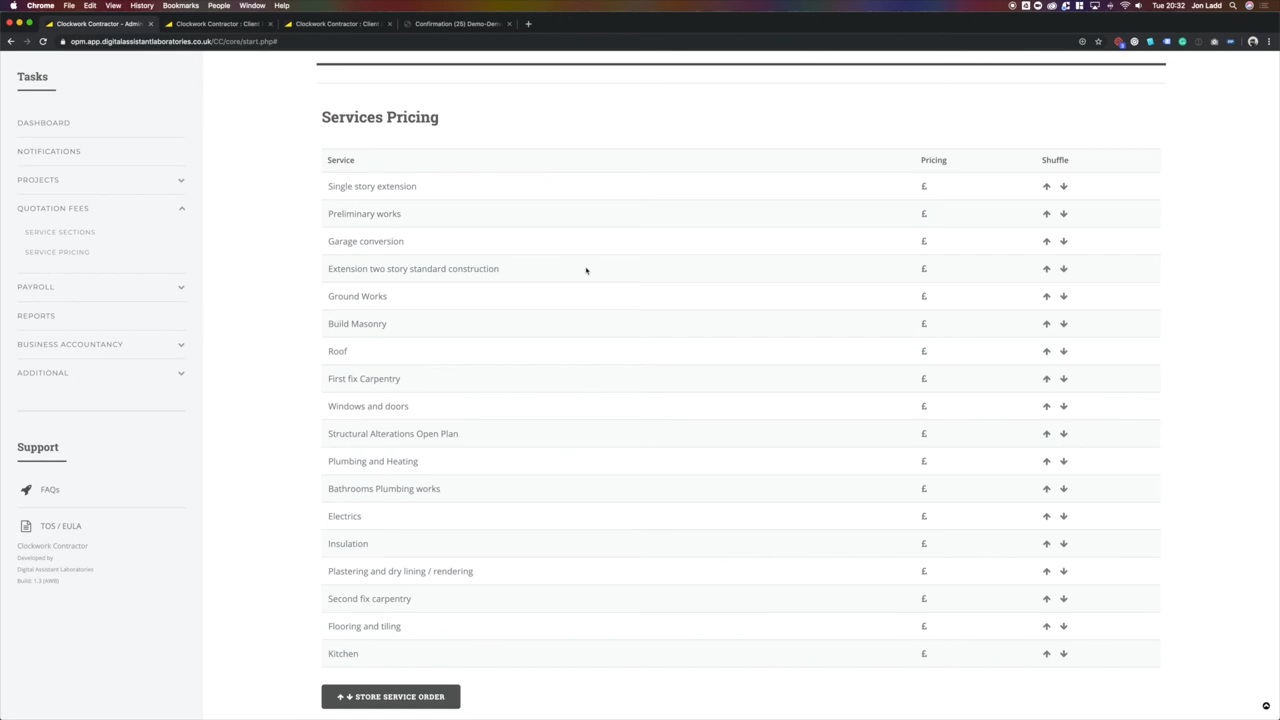 Chrome File Edit View History Bookmarks People Window Help
Tue 20:32 Jon Ladd
Clockwork Contractor - Admi
Clockwork Contractor : Client
Clockwork Contractor : Client
Confirmation (25) Demo-Dem
opm.app.digitalassistantlaboratories.co.uk/CC/core/start.php#
Tasks
DASHBOARD
NOTIFICATIONS
PROJECTS
QUOTATION FEES
SERVICE SECTIONS
SERVICE PRICING
PAYROLL
REPORTS
BUSINESS ACCOUNTANCY
ADDITIONAL
Support
FAQs
TOS / EULA
Clockwork Contractor
Developed by
Digital Assistant Laboratories
Build: 1.3 (AWB)
Services Pricing
Service Pricing Shuffle
Single story extension £
Preliminary works £
Garage conversion £
Extension two story standard construction £
Ground Works £
Build Masonry £
Roof £
First fix Carpentry £
Windows and doors £
Structural Alterations Open Plan £
Plumbing and Heating £
Bathrooms Plumbing works £
Electrics £
Insulation £
Plastering and dry lining / rendering £
Second fix carpentry £
Flooring and tiling £
Kitchen £
STORE SERVICE ORDER